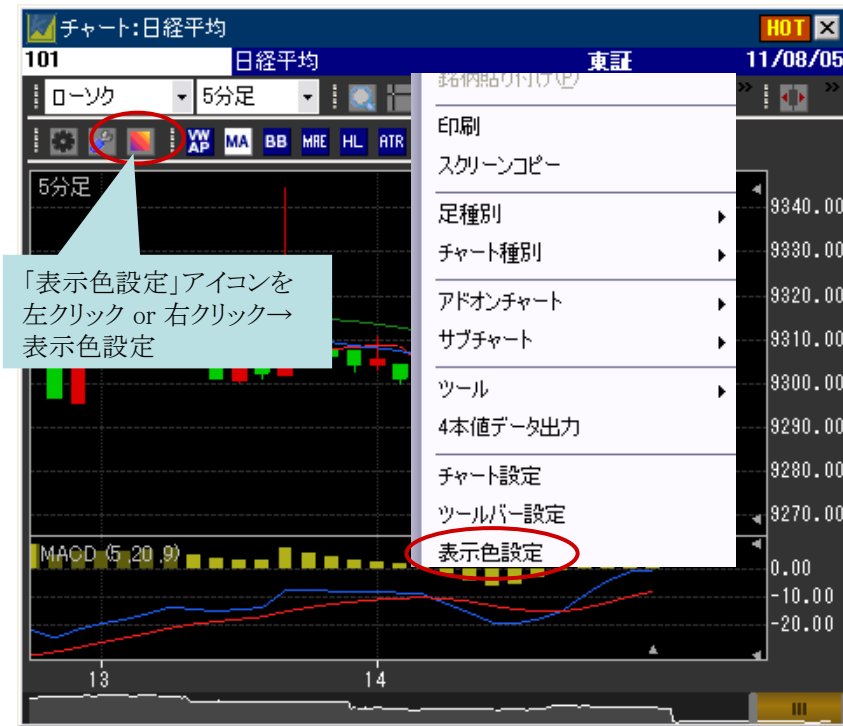 チャート:日経平均
HOT
101 日経平均 東証 11/08/05
ローソク 5分足
VWAP MA BB MAE HL ATR
銘柄貼り付け(P)
印刷
スクリーンコピー
足種別
チャート種別
アドオンチャート
サブチャート
ツール
4本値データ出力
チャート設定
ツールバー設定
表示色設定
「表示色設定」アイコンを
左クリック or 右クリック→
表示色設定
5分足
9340.00
9330.00
9320.00
9310.00
9300.00
9290.00
9280.00
9270.00
MACD (5 ,20 ,9)
0.00
-10.00
-20.00
13 14